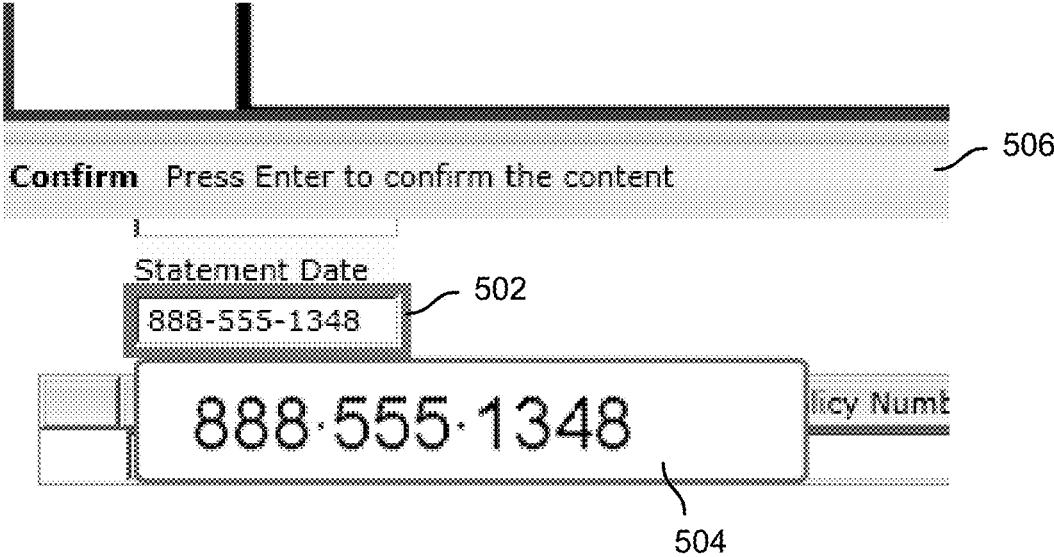 506
Confirm Press Enter to confirm the content
Statement Date
502
888-555-1348
888·555·1348
504